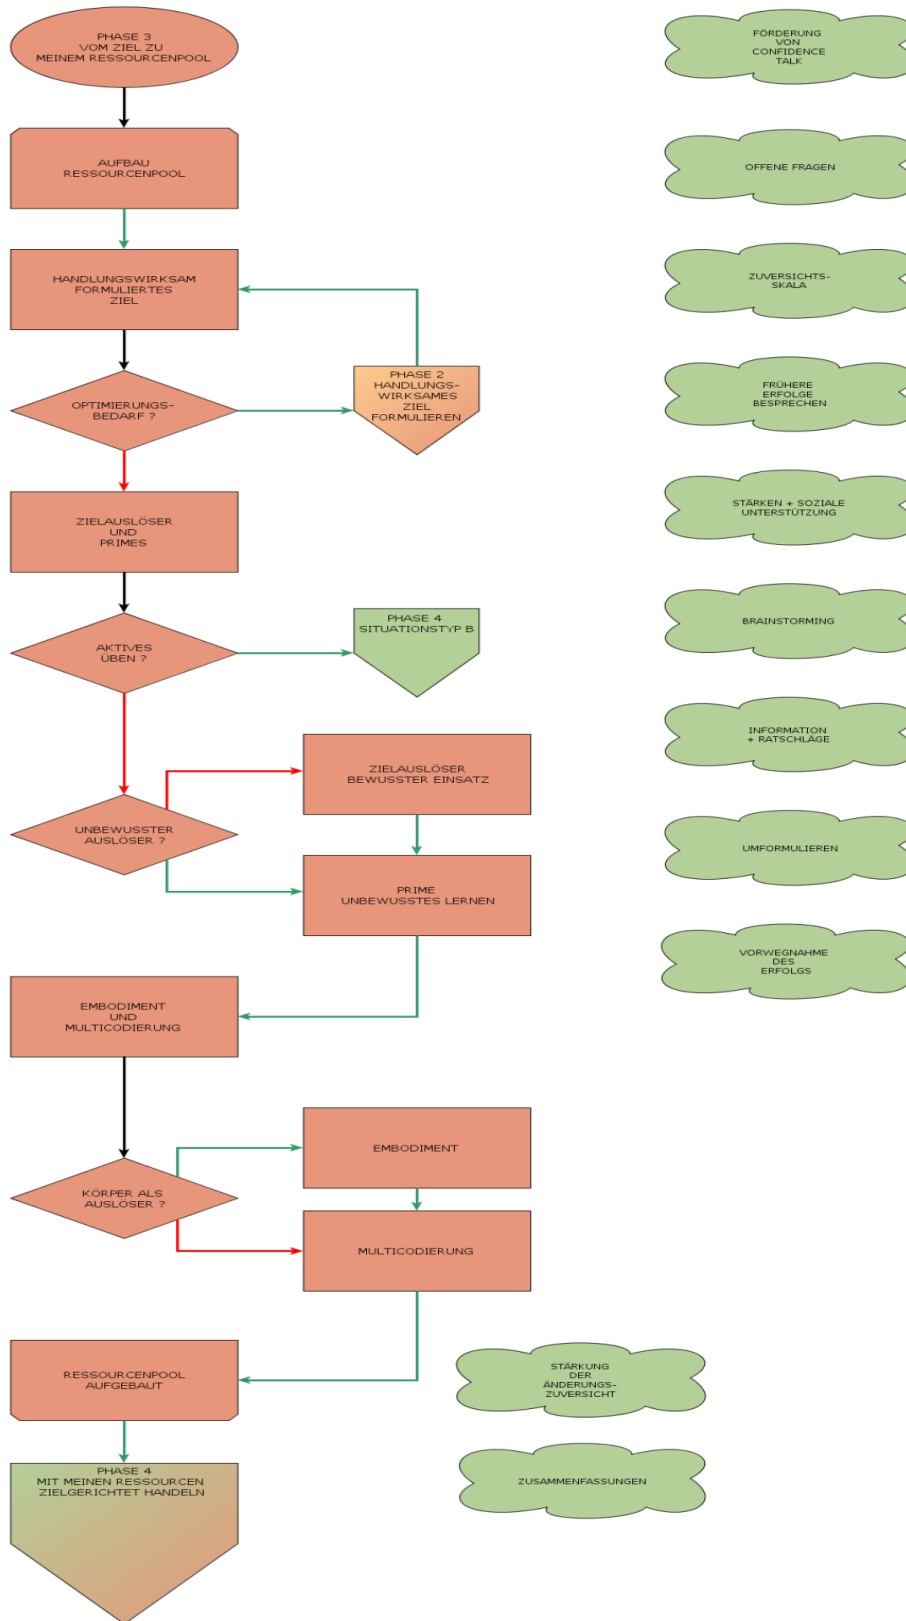 PHASE 3
VOM ZIEL ZU
MEINEM RESSOURCENPOOL
AUFBAU
RESSOURCENPOOL
HANDLUNGSWIRKSAM
FORMULIERTES
ZIEL
OPTIMIERUNGS-
BEDARF ?
PHASE 2
HANDLUNGS-
WIRKSAMES
ZIEL
FORMULIEREN
ZIELAUSLÖSER
UND
PRIMES
AKTIVES
ÜBEN ?
PHASE 4
SITUATIONSTYP B
UNBEWUSSTER
AUSLÖSER ?
ZIELAUSLÖSER
BEWUSSTER EINSATZ
PRIME
UNBEWUSSTES LERNEN
EMBODIMENT
UND
MULTICODIERUNG
KÖRPER ALS
AUSLÖSER ?
EMBODIMENT
MULTICODIERUNG
RESSOURCENPOOL
AUFGEBAUT
PHASE 4
MIT MEINEN RESSOURCEN
ZIELGERICHTET HANDELN
FÖRDERUNG
VON
CONFIDENCE
TALK
OFFENE FRAGEN
ZUVERSICHTS-
SKALA
FRÜHERE
ERFOLGE
BESPRECHEN
STÄRKEN + SOZIALE
UNTERSTÜTZUNG
BRAINSTORMING
INFORMATION
+ RATSCHLÄGE
UMFORMULIEREN
VORWEGNAHME
DES
ERFOLGS
STÄRKUNG
DER
ÄNDERUNGS-
ZUVERSICHT
ZUSAMMENFASSUNGEN